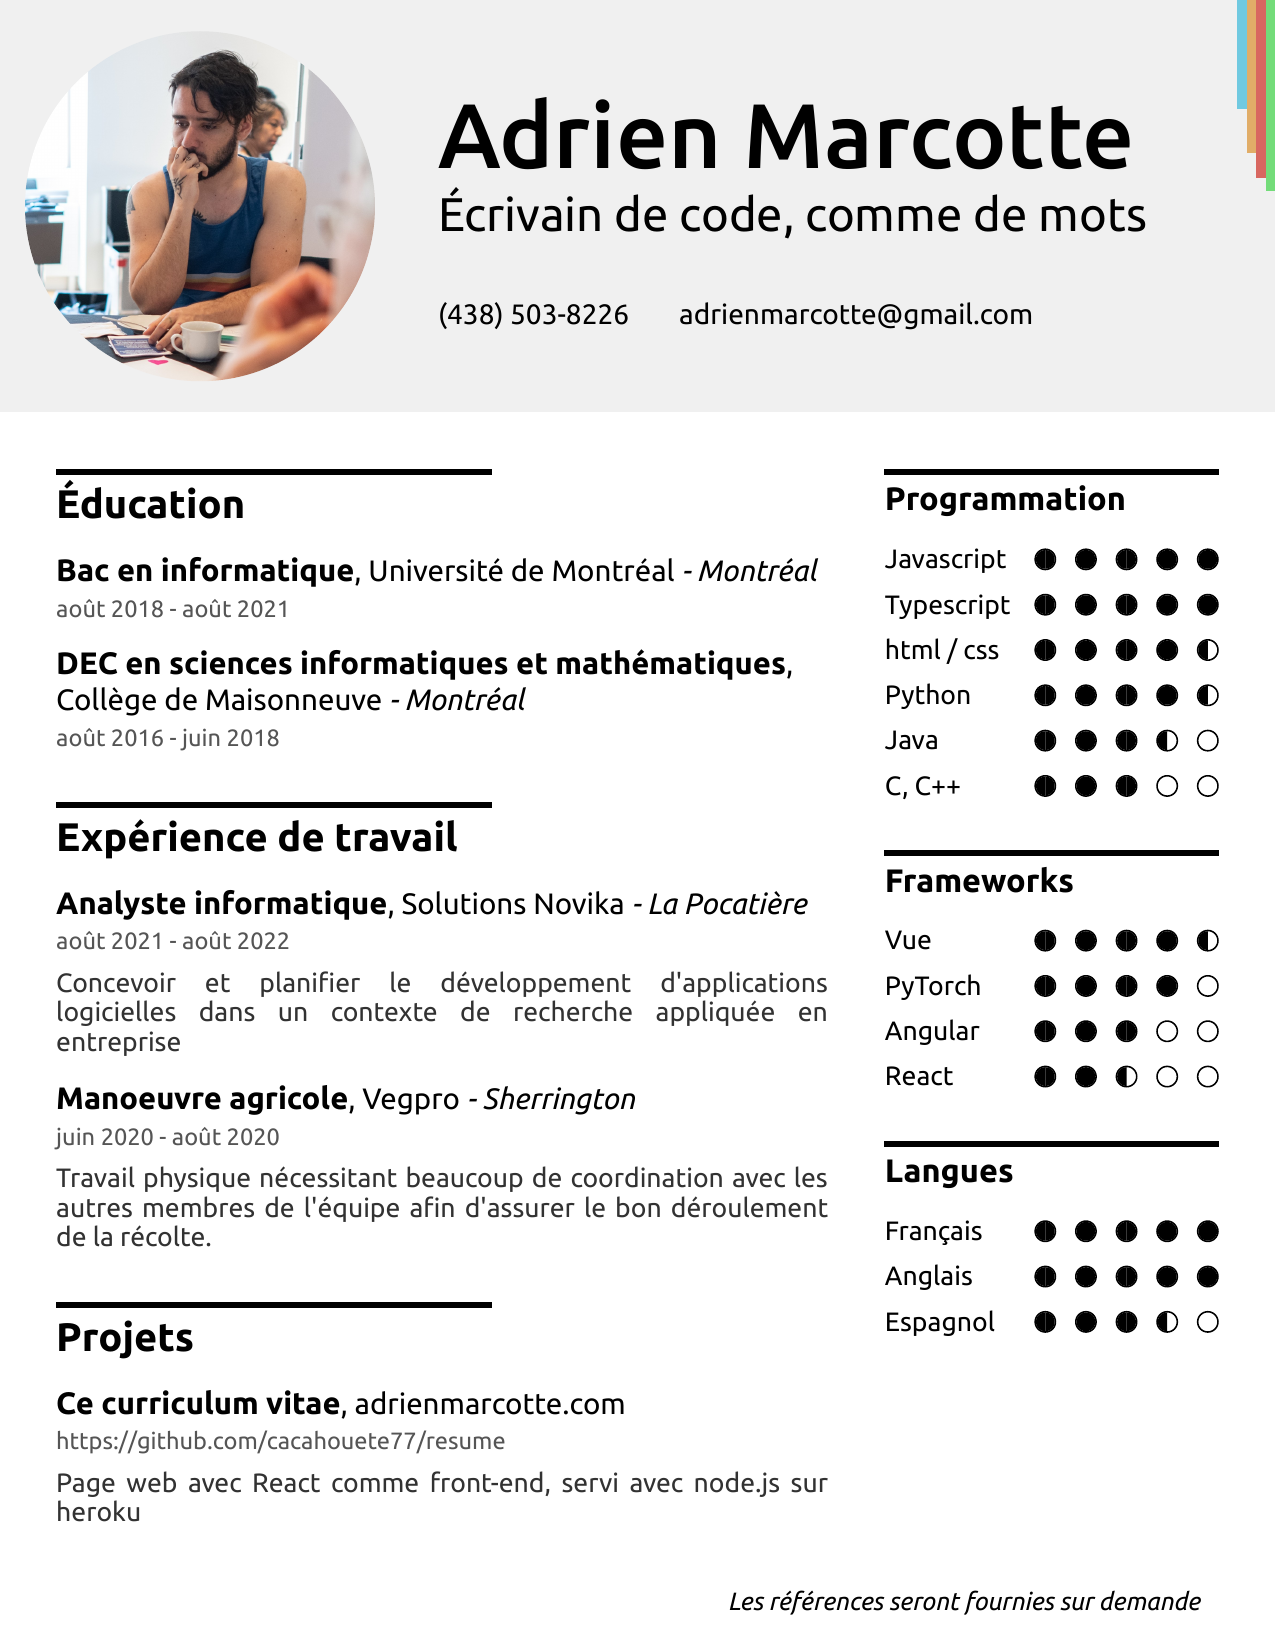 Adrien Marcotte
Écrivain de code, comme de mots
(438) 503-8226 adrienmarcotte@gmail.com
Éducation
Bac en informatique, Université de Montréal - Montréal
août 2018 - août 2021
DEC en sciences informatiques et mathématiques,
Collège de Maisonneuve - Montréal
août 2016 - juin 2018
Expérience de travail
Analyste informatique, Solutions Novika - La Pocatière
août 2021 - août 2022
Concevoir et planifier le développement d'applications
logicielles dans un contexte de recherche appliquée en
entreprise
Manoeuvre agricole, Vegpro - Sherrington
juin 2020 - août 2020
Travail physique nécessitant beaucoup de coordination avec les
autres membres de l'équipe afin d'assurer le bon déroulement
de la récolte.
Projets
Ce curriculum vitae, adrienmarcotte.com
https://github.com/cacahouete77/resume
Page web avec React comme front-end, servi avec node.js sur
heroku
Programmation
Javascript
Typescript
html / css
Python
Java
C, C++
Frameworks
Vue
PyTorch
Angular
React
Langues
Français
Anglais
Espagnol
Les références seront fournies sur demande